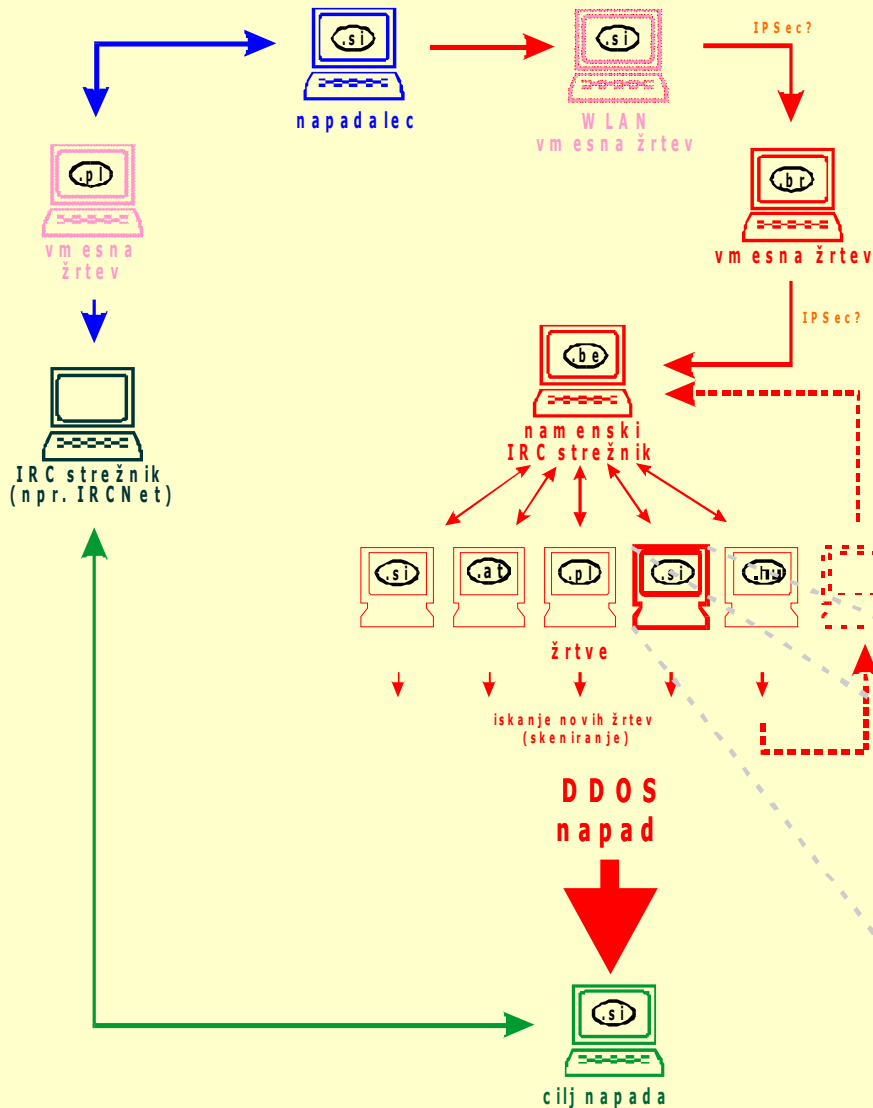 .si
.si
IPSec?
napadalec
WLAN
vmesna žrtev
.pl
.br
vmesna
žrtev
vmesna žrtev
IPSec?
.be
namenski
IRC strežnik
IRC strežnik
(npr. IRCNet)
.si
.at
.pl
.si
.hu
žrtve
iskanje novih žrtev
(skeniranje)
DDOS
napad
.si
cilj napada